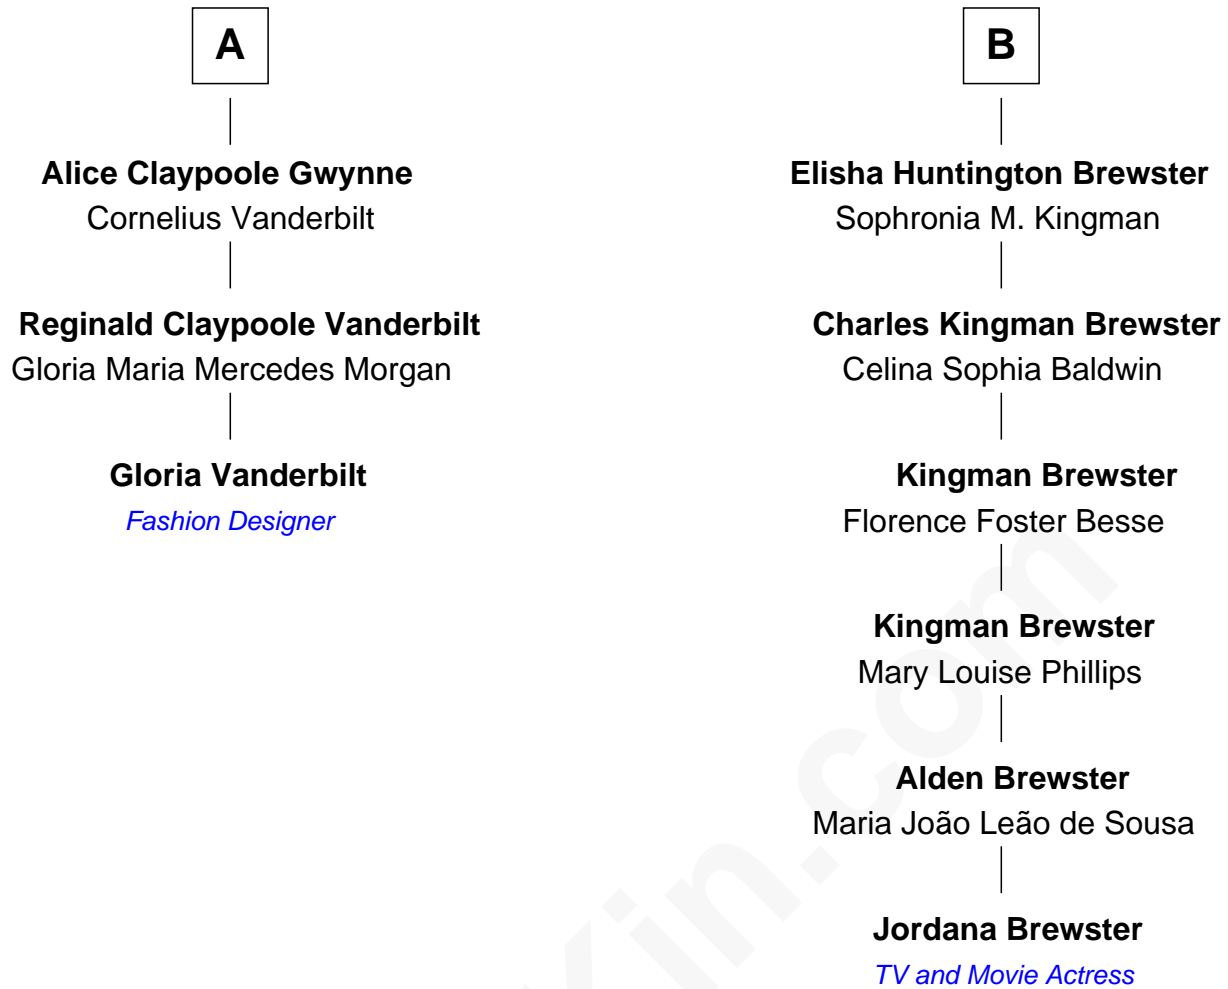 A
Alice Claypoole Gwynne
Cornelius Vanderbilt
Reginald Claypoole Vanderbilt
Gloria Maria Mercedes Morgan
Gloria Vanderbilt
Fashion Designer
B
Elisha Huntington Brewster
Sophronia M. Kingman
Charles Kingman Brewster
Celina Sophia Baldwin
Kingman Brewster
Florence Foster Besse
Kingman Brewster
Mary Louise Phillips
Alden Brewster
Maria João Leão de Sousa
Jordana Brewster
TV and Movie Actress